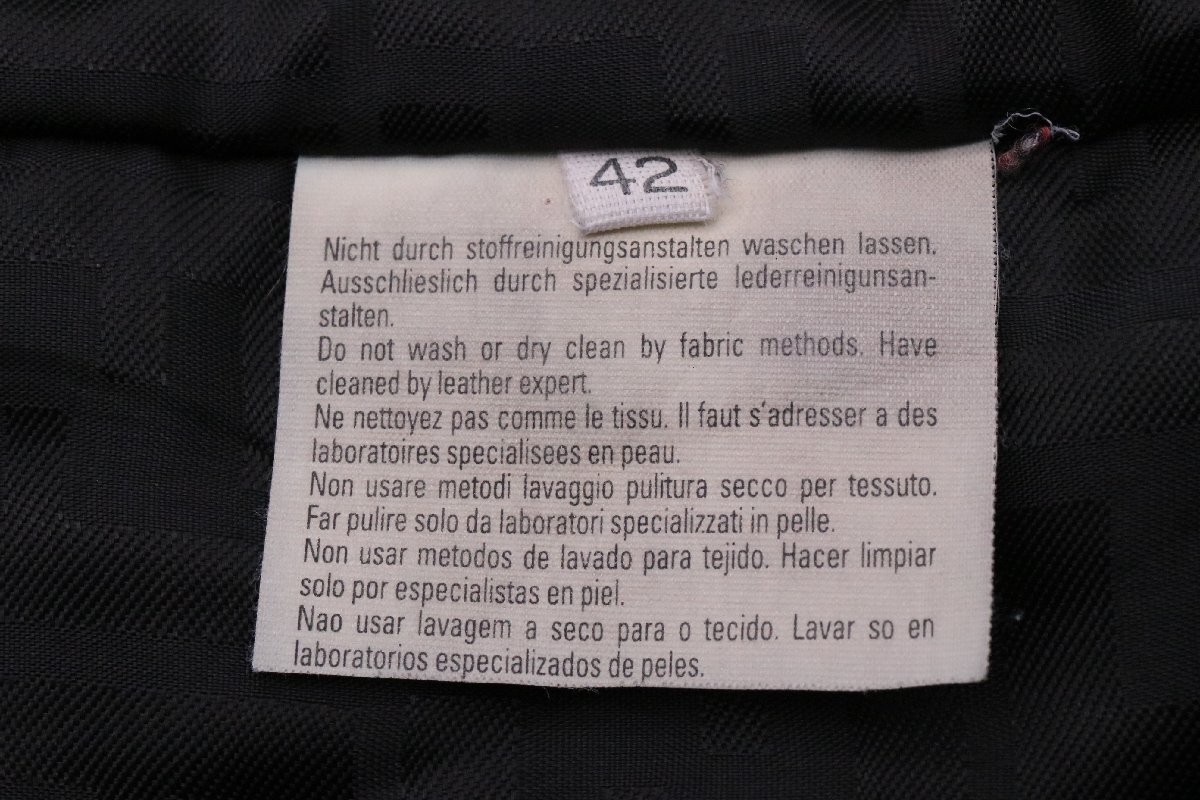 42
Nicht durch stoffreinigungsanstalten waschen lassen.
Ausschlieslich durch spezialisierte lederreinigunsan-
stalten.
Do not wash or dry clean by fabric methods. Have
cleaned by leather expert.
Ne nettoyez pas comme le tissu. Il faut s'adresser a des
laboratoires specialisees en peau.
Non usare metodi lavaggio pulitura secco per tessuto.
Far pulire solo da laboratori specializzati in pelle.
Non usar metodos de lavado para tejido. Hacer limpiar
solo por especialistas en piel.
Nao usar lavagem a seco para o tecido. Lavar so en
laboratorios especializados de peles.